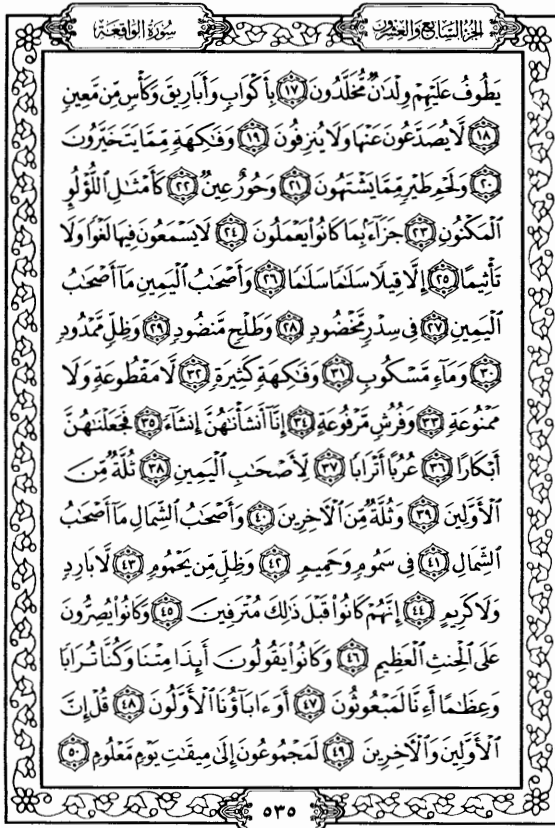 الجزء السابع والعشرون سورة الواقعة
يَطُوفُ عَلَيْهِمْ وِلْدَٰنٌ مُّخَلَّدُونَ ١٧ بِأَكْوَابٍ وَأَبَارِيقَ وَكَأْسٍ مِّن مَّعِينٍ
١٨ لَّا يُصَدَّعُونَ عَنْهَا وَلَا يُنزِفُونَ ١٩ وَفَٰكِهَةٍ مِّمَّا يَتَخَيَّرُونَ
٢٠ وَلَحْمِ طَيْرٍ مِّمَّا يَشْتَهُونَ ٢١ وَحُورٌ عِينٌ ٢٢ كَأَمْثَٰلِ ٱللُّؤْلُوِٕ
ٱلْمَكْنُونِ ٢٣ جَزَآءًۢ بِمَا كَانُوا۟ يَعْمَلُونَ ٢٤ لَا يَسْمَعُونَ فِيهَا لَغْوًا وَلَا
تَأْثِيمًا ٢٥ إِلَّا قِيلًا سَلَٰمًا سَلَٰمًا ٢٦ وَأَصْحَٰبُ ٱلْيَمِينِ مَآ أَصْحَٰبُ
ٱلْيَمِينِ ٢٧ فِى سِدْرٍ مَّخْضُودٍ ٢٨ وَطَلْحٍ مَّنضُودٍ ٢٩ وَظِلٍّ مَّمْدُودٍ
٣٠ وَمَآءٍ مَّسْكُوبٍ ٣١ وَفَٰكِهَةٍ كَثِيرَةٍ ٣٢ لَّا مَقْطُوعَةٍ وَلَا
مَمْنُوعَةٍ ٣٣ وَفُرُشٍ مَّرْفُوعَةٍ ٣٤ إِنَّآ أَنشَأْنَٰهُنَّ إِنشَآءً ٣٥ فَجَعَلْنَٰهُنَّ
أَبْكَارًا ٣٦ عُرُبًا أَتْرَابًا ٣٧ لِّأَصْحَٰبِ ٱلْيَمِينِ ٣٨ ثُلَّةٌ مِّنَ
ٱلْأَوَّلِينَ ٣٩ وَثُلَّةٌ مِّنَ ٱلْءَاخِرِينَ ٤٠ وَأَصْحَٰبُ ٱلشِّمَالِ مَآ أَصْحَٰبُ
ٱلشِّمَالِ ٤١ فِى سَمُومٍ وَحَمِيمٍ ٤٢ وَظِلٍّ مِّن يَحْمُومٍ ٤٣ لَّا بَارِدٍ
وَلَا كَرِيمٍ ٤٤ إِنَّهُمْ كَانُوا۟ قَبْلَ ذَٰلِكَ مُتْرَفِينَ ٤٥ وَكَانُوا۟ يُصِرُّونَ
عَلَى ٱلْحِنثِ ٱلْعَظِيمِ ٤٦ وَكَانُوا۟ يَقُولُونَ أَئِذَا مِتْنَا وَكُنَّا تُرَابًا
وَعِظَٰمًا أَءِنَّا لَمَبْعُوثُونَ ٤٧ أَوَءَابَآؤُنَا ٱلْأَوَّلُونَ ٤٨ قُلْ إِنَّ
ٱلْأَوَّلِينَ وَٱلْءَاخِرِينَ ٤٩ لَمَجْمُوعُونَ إِلَىٰ مِيقَٰتِ يَوْمٍ مَّعْلُومٍ ٥٠
٥٣٥